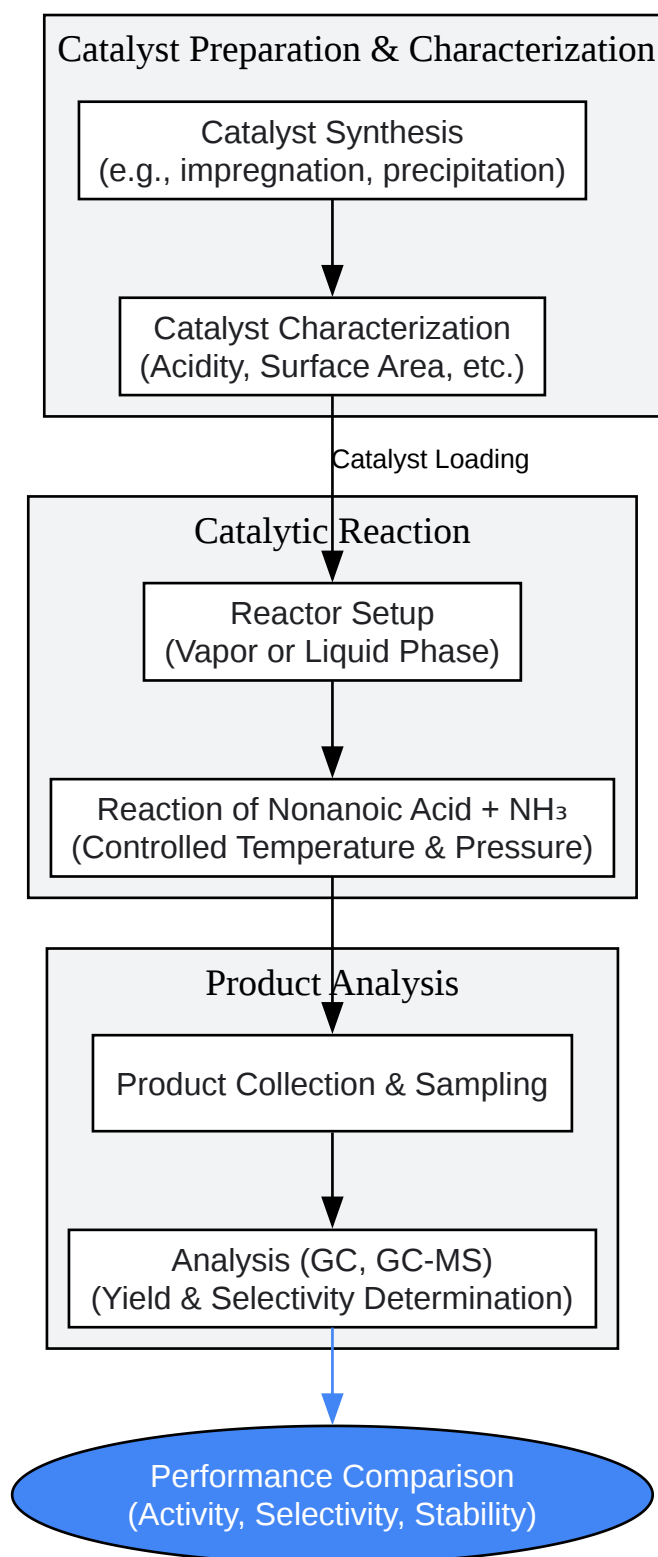 Catalyst Preparation & Characterization
Catalyst Synthesis
(e.g., impregnation, precipitation)
Catalyst Characterization
(Acidity, Surface Area, etc.)
Catalyst Loading
Catalytic Reaction
Reactor Setup
(Vapor or Liquid Phase)
Reaction of Nonanoic Acid + NH₃
(Controlled Temperature & Pressure)
Product Analysis
Product Collection & Sampling
Analysis (GC, GC-MS)
(Yield & Selectivity Determination)
Performance Comparison
(Activity, Selectivity, Stability)